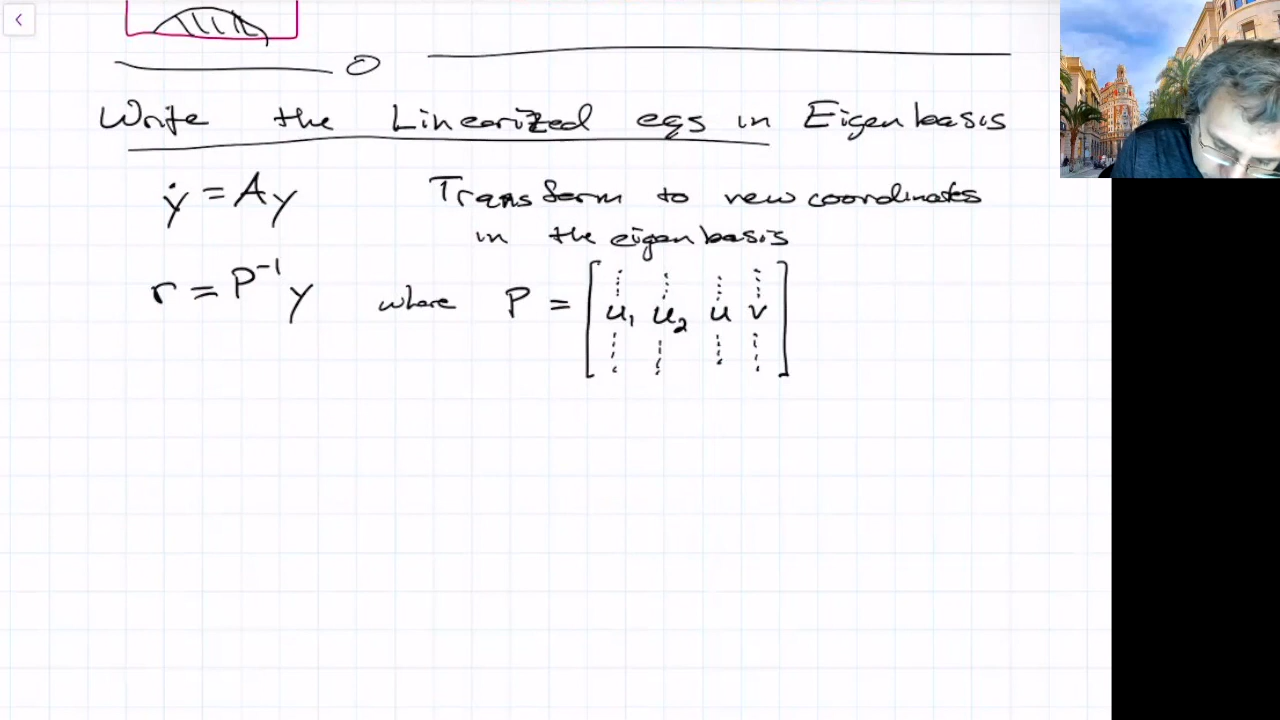 Write the Linearized eqs in Eigenbasis
ẏ = Ay Transform to new coordinates
in the eigenbasis
r = P⁻¹y where P = [u₁ u₂ u v]